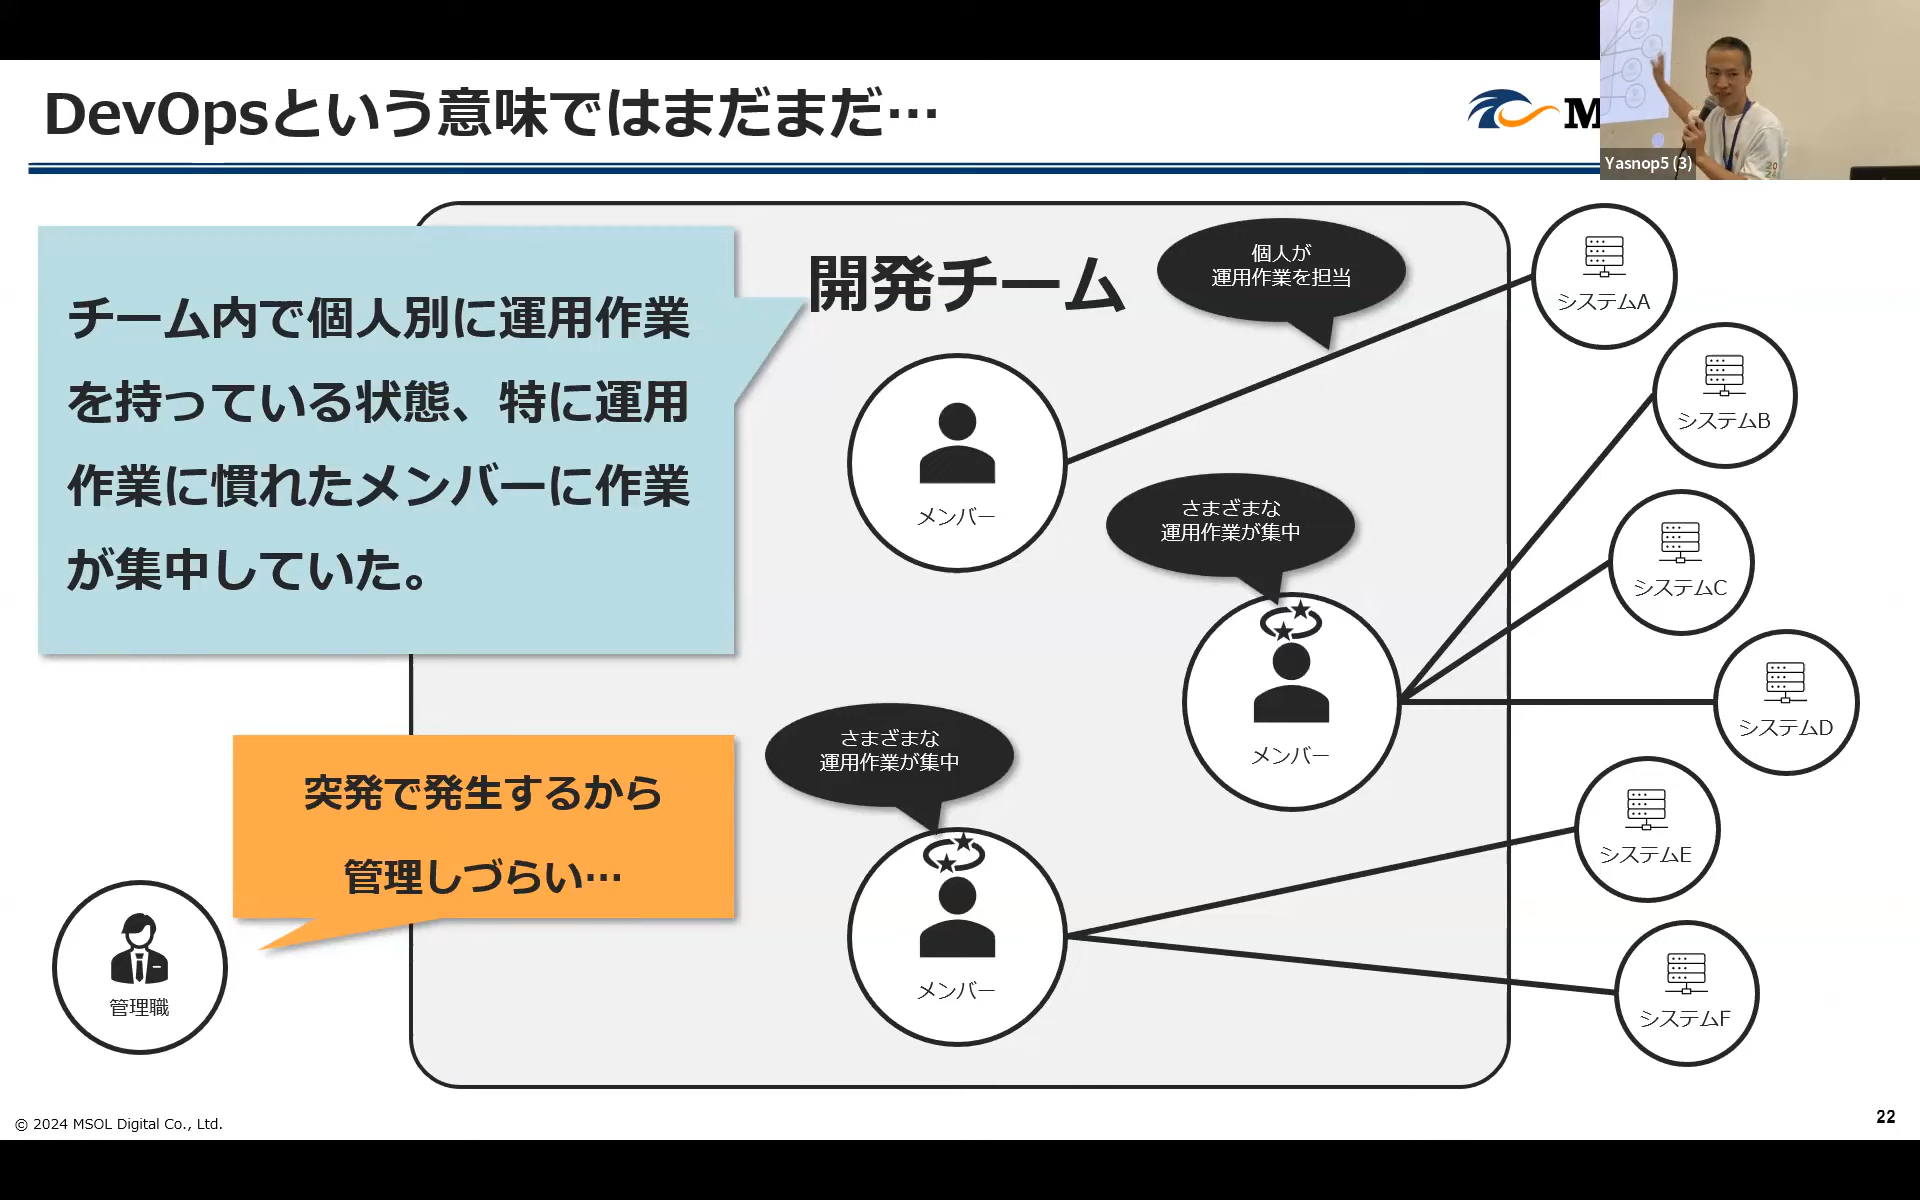 DevOpsという意味ではまだまだ…
M
Yasnop5 (3)
チーム内で個人別に運用作業
を持っている状態、特に運用
作業に慣れたメンバーに作業
が集中していた。
開発チーム
個人が
運用作業を担当
システムA
システムB
メンバー
さまざまな
運用作業が集中
システムC
メンバー
システムD
さまざまな
運用作業が集中
突発で発生するから
管理しづらい…
システムE
メンバー
管理職
システムF
© 2024 MSOL Digital Co., Ltd.
22